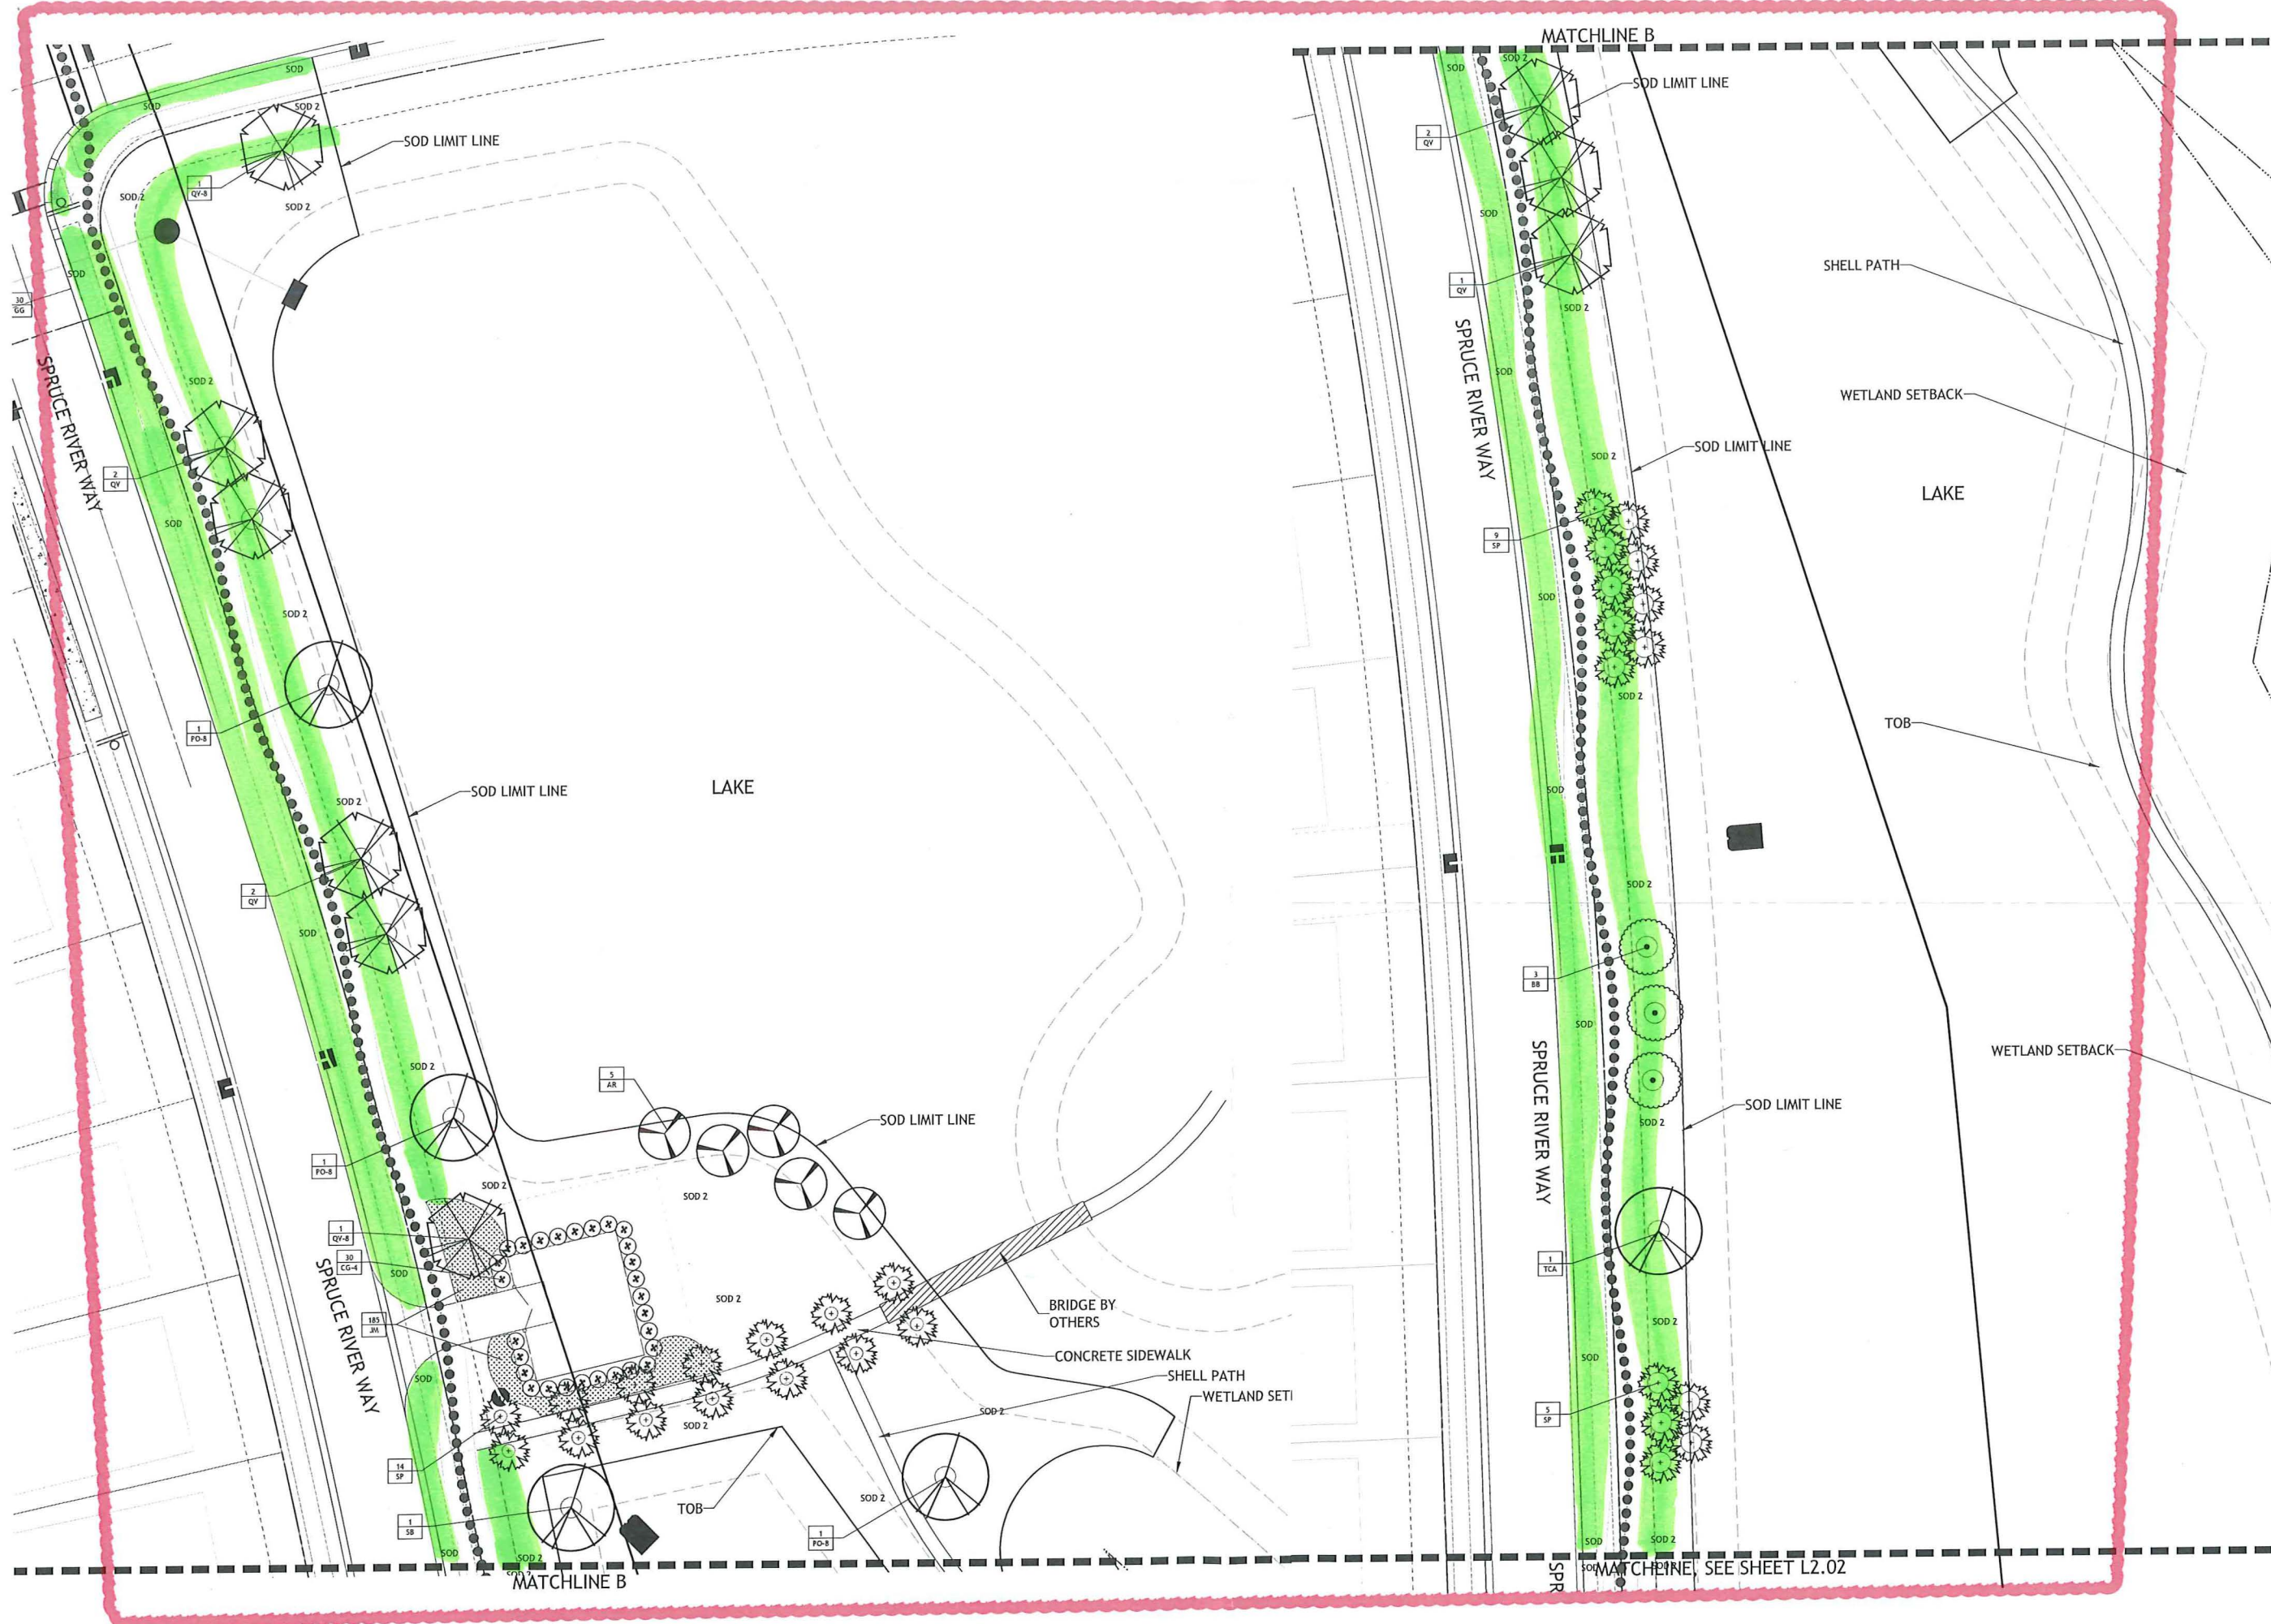 SOD
SOD
SOD 2
SOD LIMIT LINE
1
QV-8
SOD 2
SOD 2
SOD
30
GG
SPRUCE RIVER WAY
SOD 2
2
QV
SOD
SOD 2
1
PO-8
SOD LIMIT LINE
LAKE
SOD 2
2
QV
SOD
SOD 2
5
AR
SOD LIMIT LINE
1
PO-8
SOD 2
SOD 2
1
QV-8
30
CG-4
SOD
SPRUCE RIVER WAY
185
JM
SOD 2
BRIDGE BY
OTHERS
CONCRETE SIDEWALK
SHELL PATH
WETLAND SETI
SOD
SOD 2
SOD 2
14
SP
1
SB
TOB
SOD 2
1
PO-8
SOD
SOD 2
SOD 2
MATCHLINE B
MATCHLINE B
SOD
SOD 2
SOD LIMIT LINE
2
QV
SOD
SHELL PATH
1
QV
SOD 2
SPRUCE RIVER WAY
SOD
WETLAND SETBACK
SOD LIMIT LINE
SOD 2
LAKE
9
SP
SOD
SOD 2
TOB
SOD
SOD 2
3
BB
SOD
SPRUCE RIVER WAY
WETLAND SETBACK
SOD LIMIT LINE
SOD 2
1
TCA
SOD 2
SOD
5
SP
SOD
SOD 2
SPR
SOD
MATCHLINE, SEE SHEET L2.02